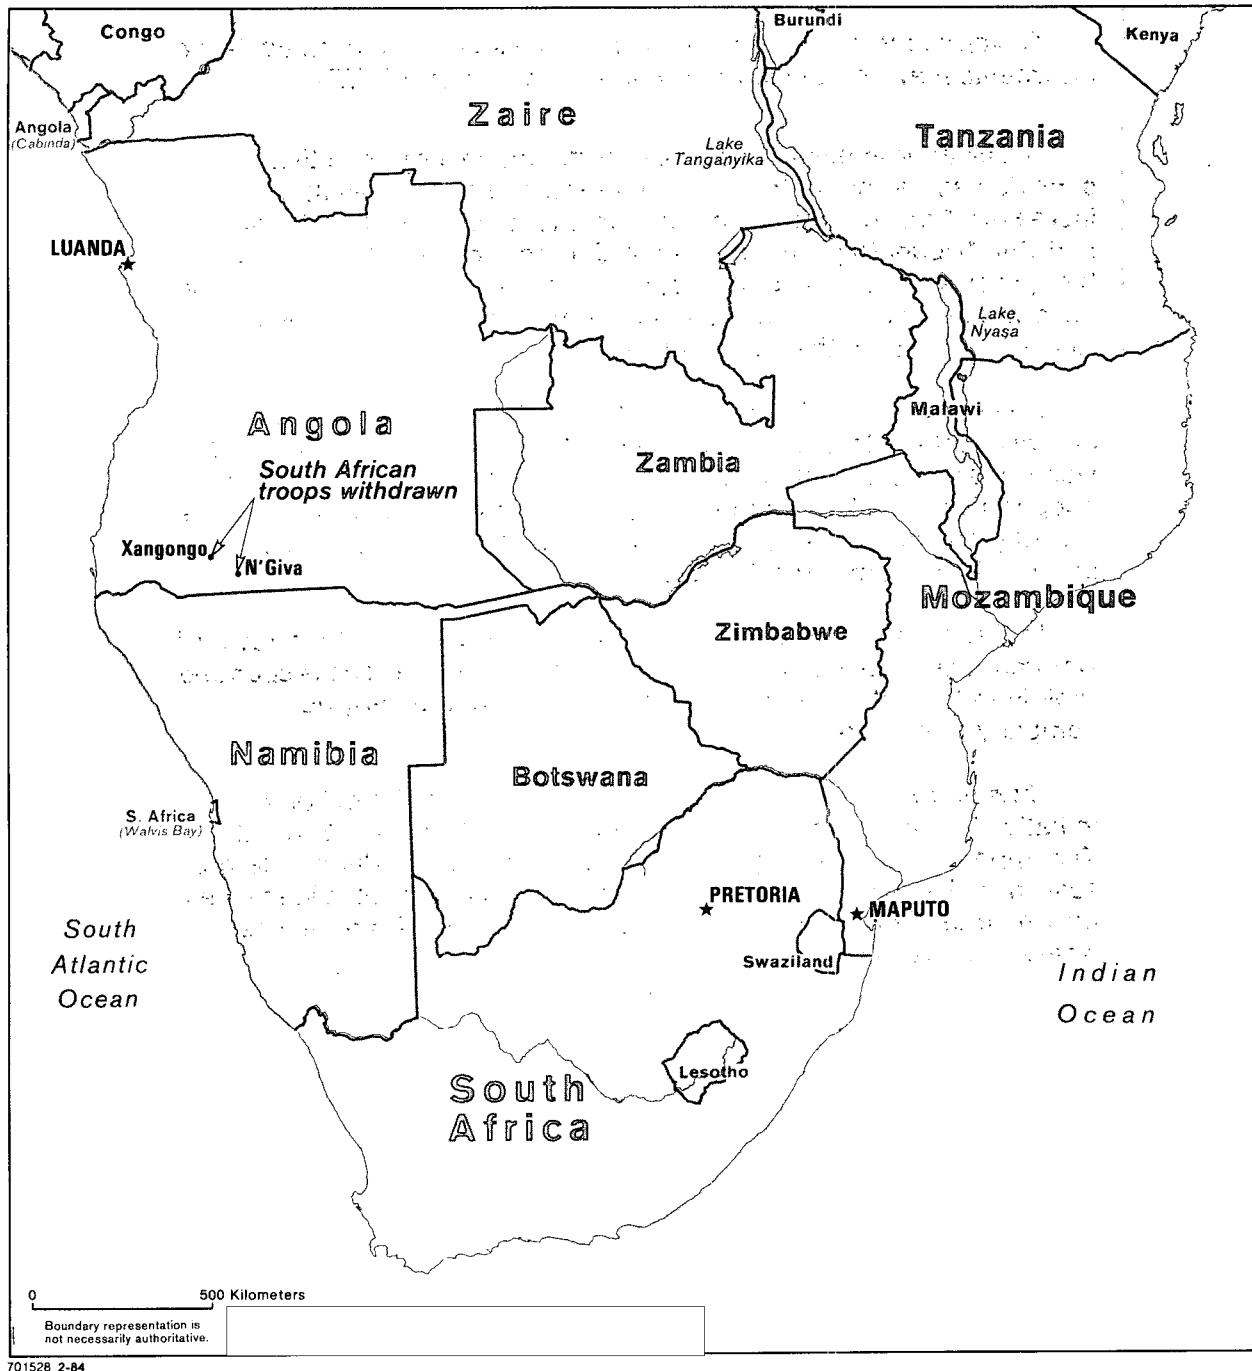 Congo
Burundi
Kenya
Zaire
Tanzania
Angola
(Cabinda)
Lake
Tanganyika
LUANDA
Lake
Nyasa
Angola
Malawi
South African
troops withdrawn
Zambia
Xangongo
N'Giva
Mozambique
Zimbabwe
Namibia
Botswana
S. Africa
(Walvis Bay)
PRETORIA
MAPUTO
South
Atlantic
Ocean
Swaziland
Indian
Ocean
Lesotho
South
Africa
0 500 Kilometers
Boundary representation is
not necessarily authoritative.
701528 2-84